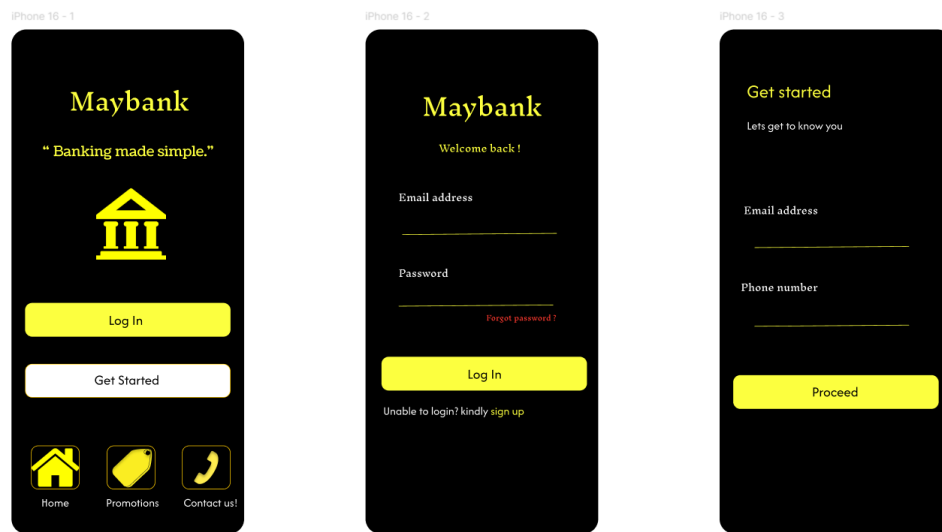 iPhone 16 - 1
Maybank
“ Banking made simple.”
Log In
Get Started
Home
Promotions
Contact us!
iPhone 16 - 2
Maybank
Welcome back !
Email address
Password
Forgot password ?
Log In
Unable to login? kindly sign up
iPhone 16 - 3
Get started
Lets get to know you
Email address
Phone number
Proceed